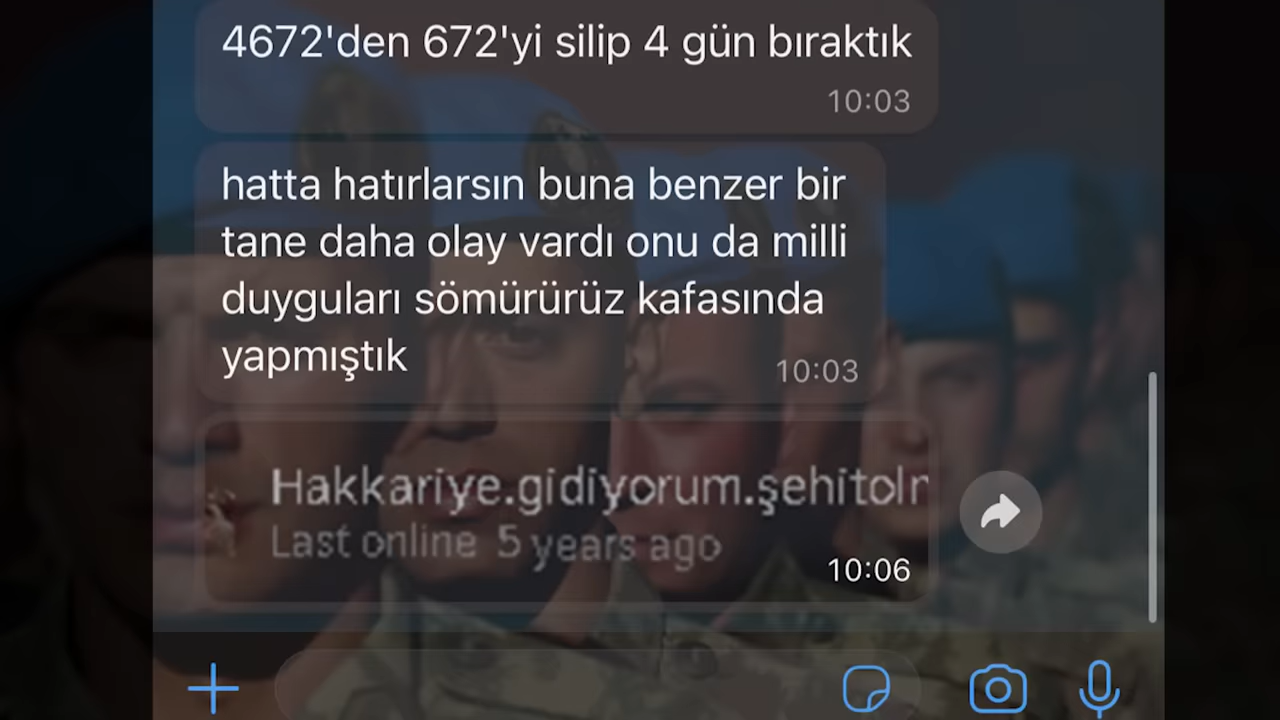 4672'den 672'yi silip 4 gün bıraktık
10:03
hatta hatırlarsın buna benzer bir
tane daha olay vardı onu da milli
duyguları sömürürüz kafasında
yapmıştık
10:03
Hakkariye.gidiyorum.şehitolm
Last online 5 years ago
10:06